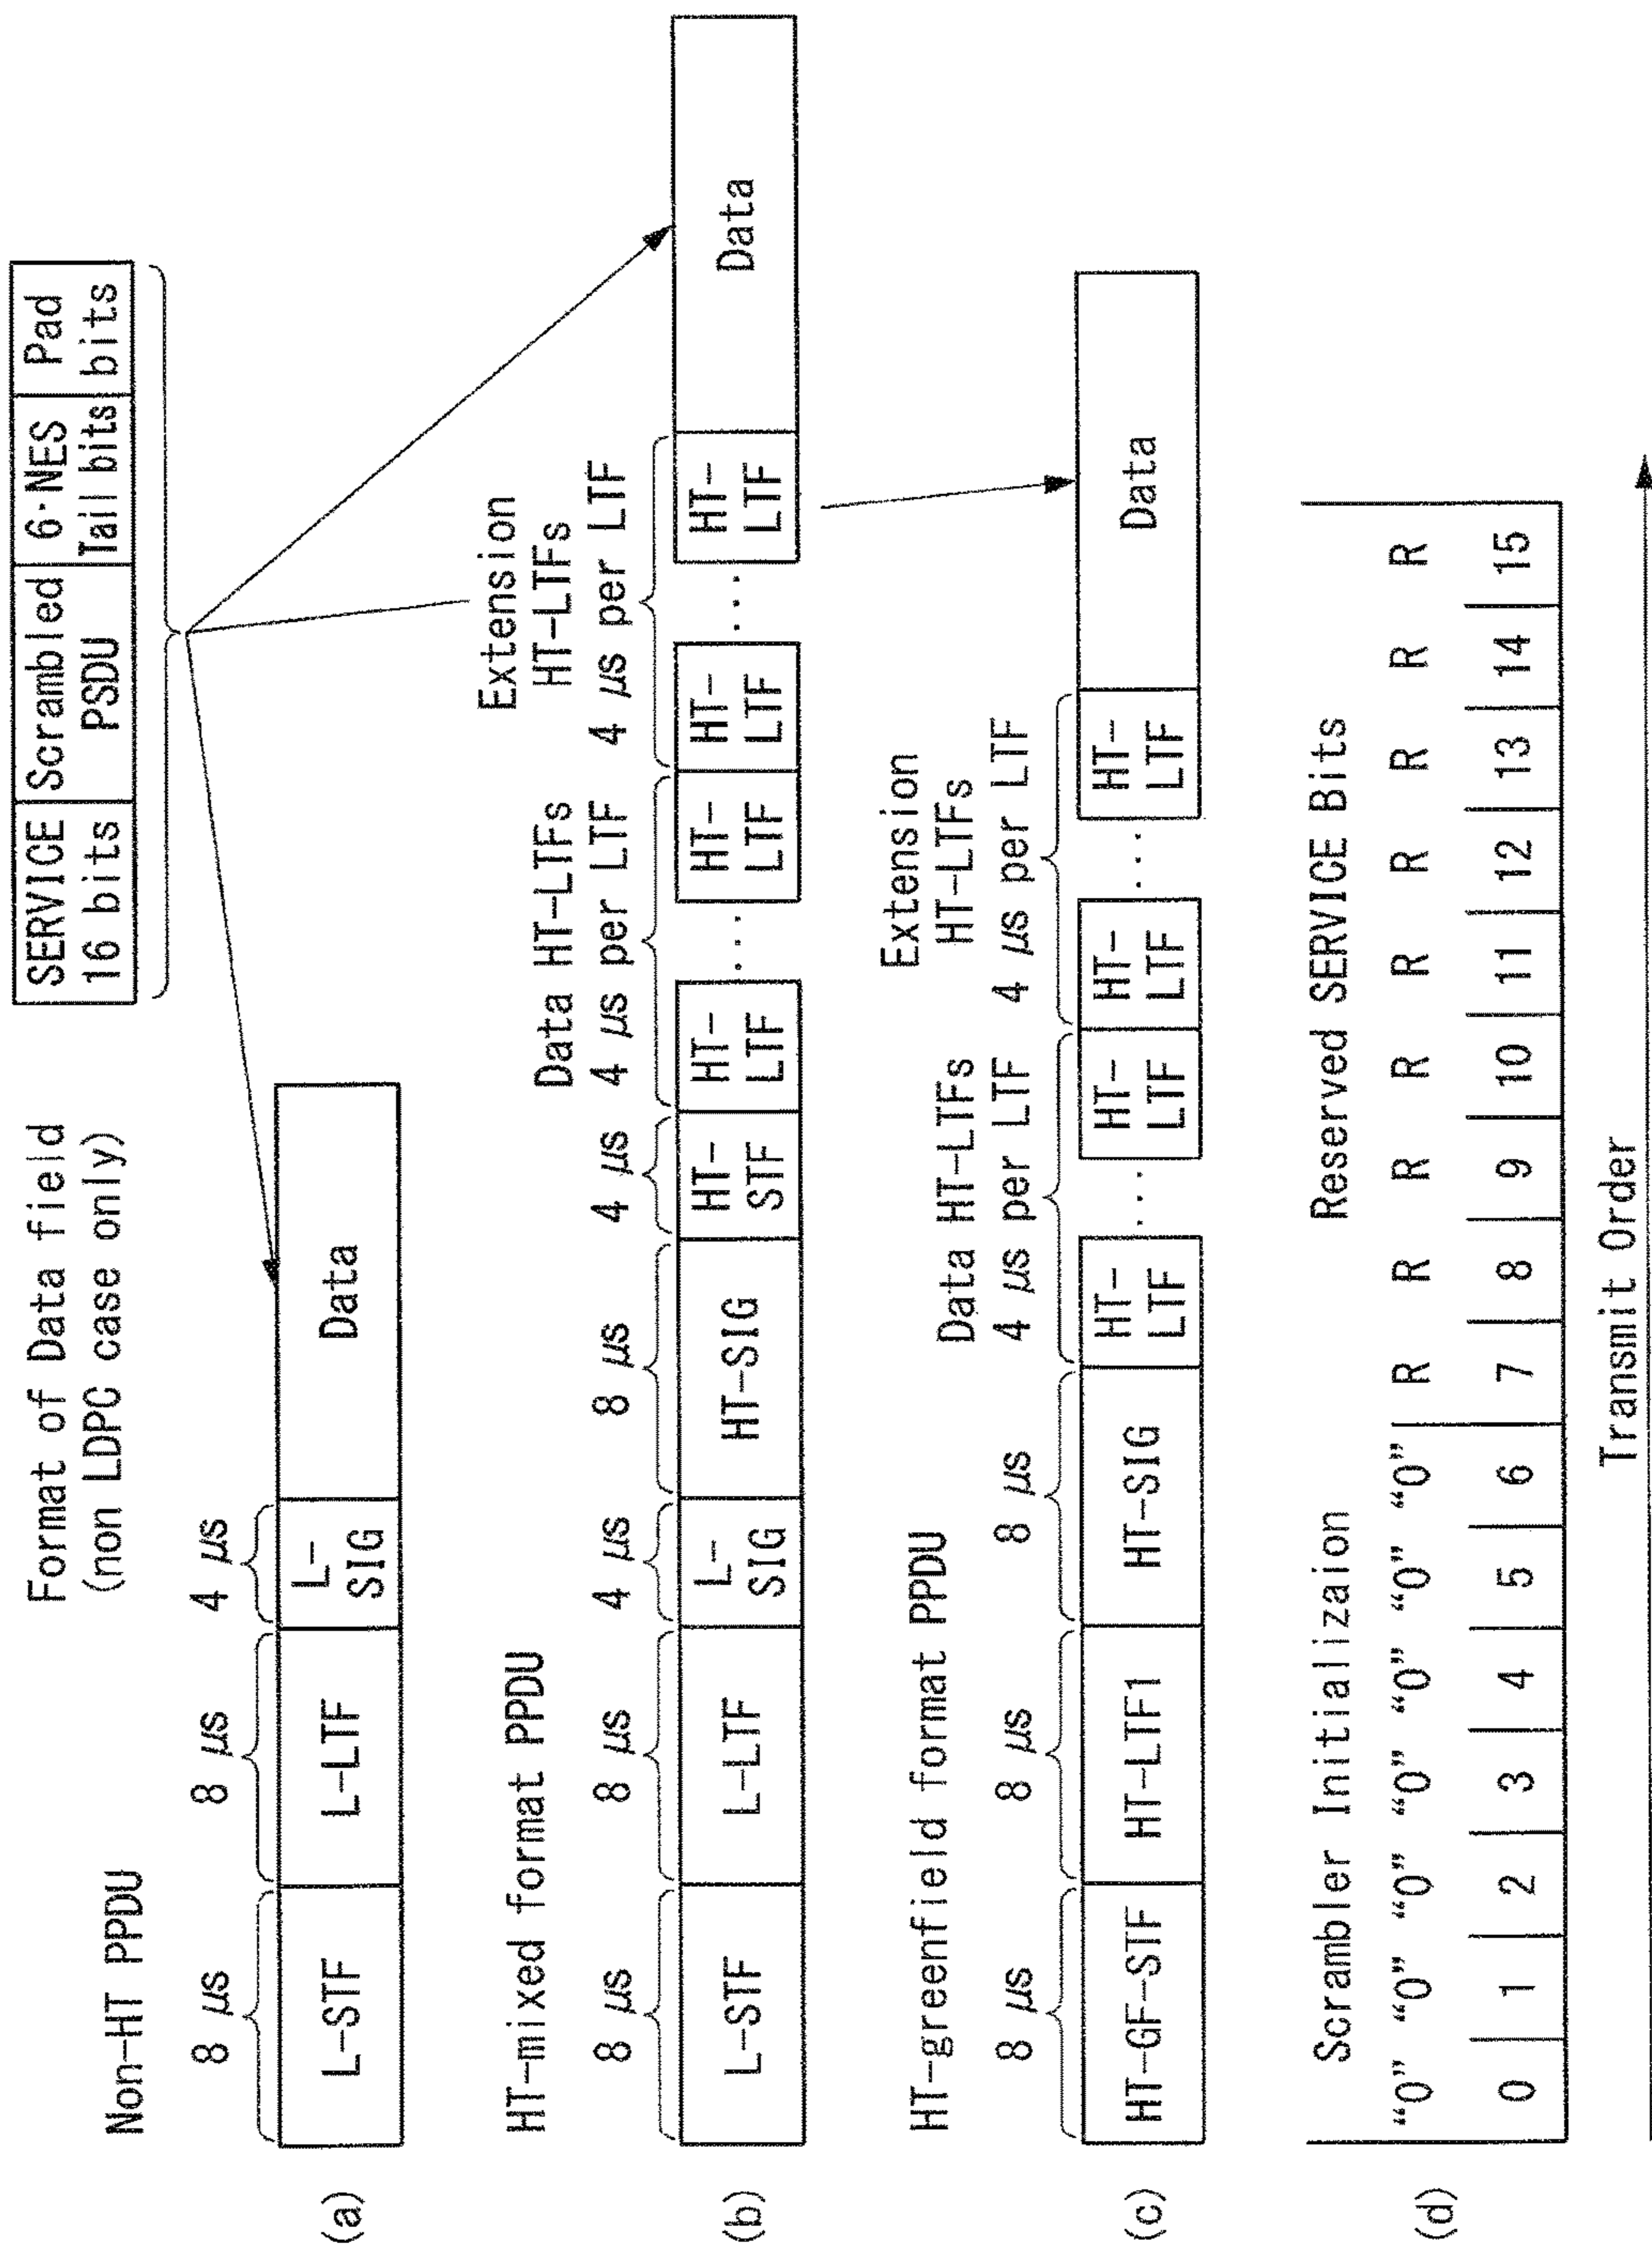 Format of Data field
(non LDPC case only)
SERVICE
16 bits
Scrambled
PSDU
6·NES
Tail bits
Pad
bits
Non-HT PPDU
8 μs
8 μs
4 μs
(a)
L-STF
L-LTF
L-
SIG
Data
HT-mixed format PPDU
Data HT-LTFs
4 μs per LTF
Extension
HT-LTFs
4 μs per LTF
8 μs
8 μs
4 μs
8 μs
4 μs
(b)
L-STF
L-LTF
L-
SIG
HT-SIG
HT-
STF
HT-
LTF
...
HT-
LTF
HT-
LTF
...
HT-
LTF
Data
HT-greenfield format PPDU
Data HT-LTFs
4 μs per LTF
Extension
HT-LTFs
4 μs per LTF
8 μs
8 μs
8 μs
(c)
HT-GF-STF
HT-LTF1
HT-SIG
HT-
LTF
...
HT-
LTF
HT-
LTF
...
HT-
LTF
Data
Scrambler Initializaion
Reserved SERVICE Bits
(d)
“0” “0” “0” “0” “0” “0” “0” R R R R R R R R R
0 1 2 3 4 5 6 7 8 9 10 11 12 13 14 15
Transmit Order